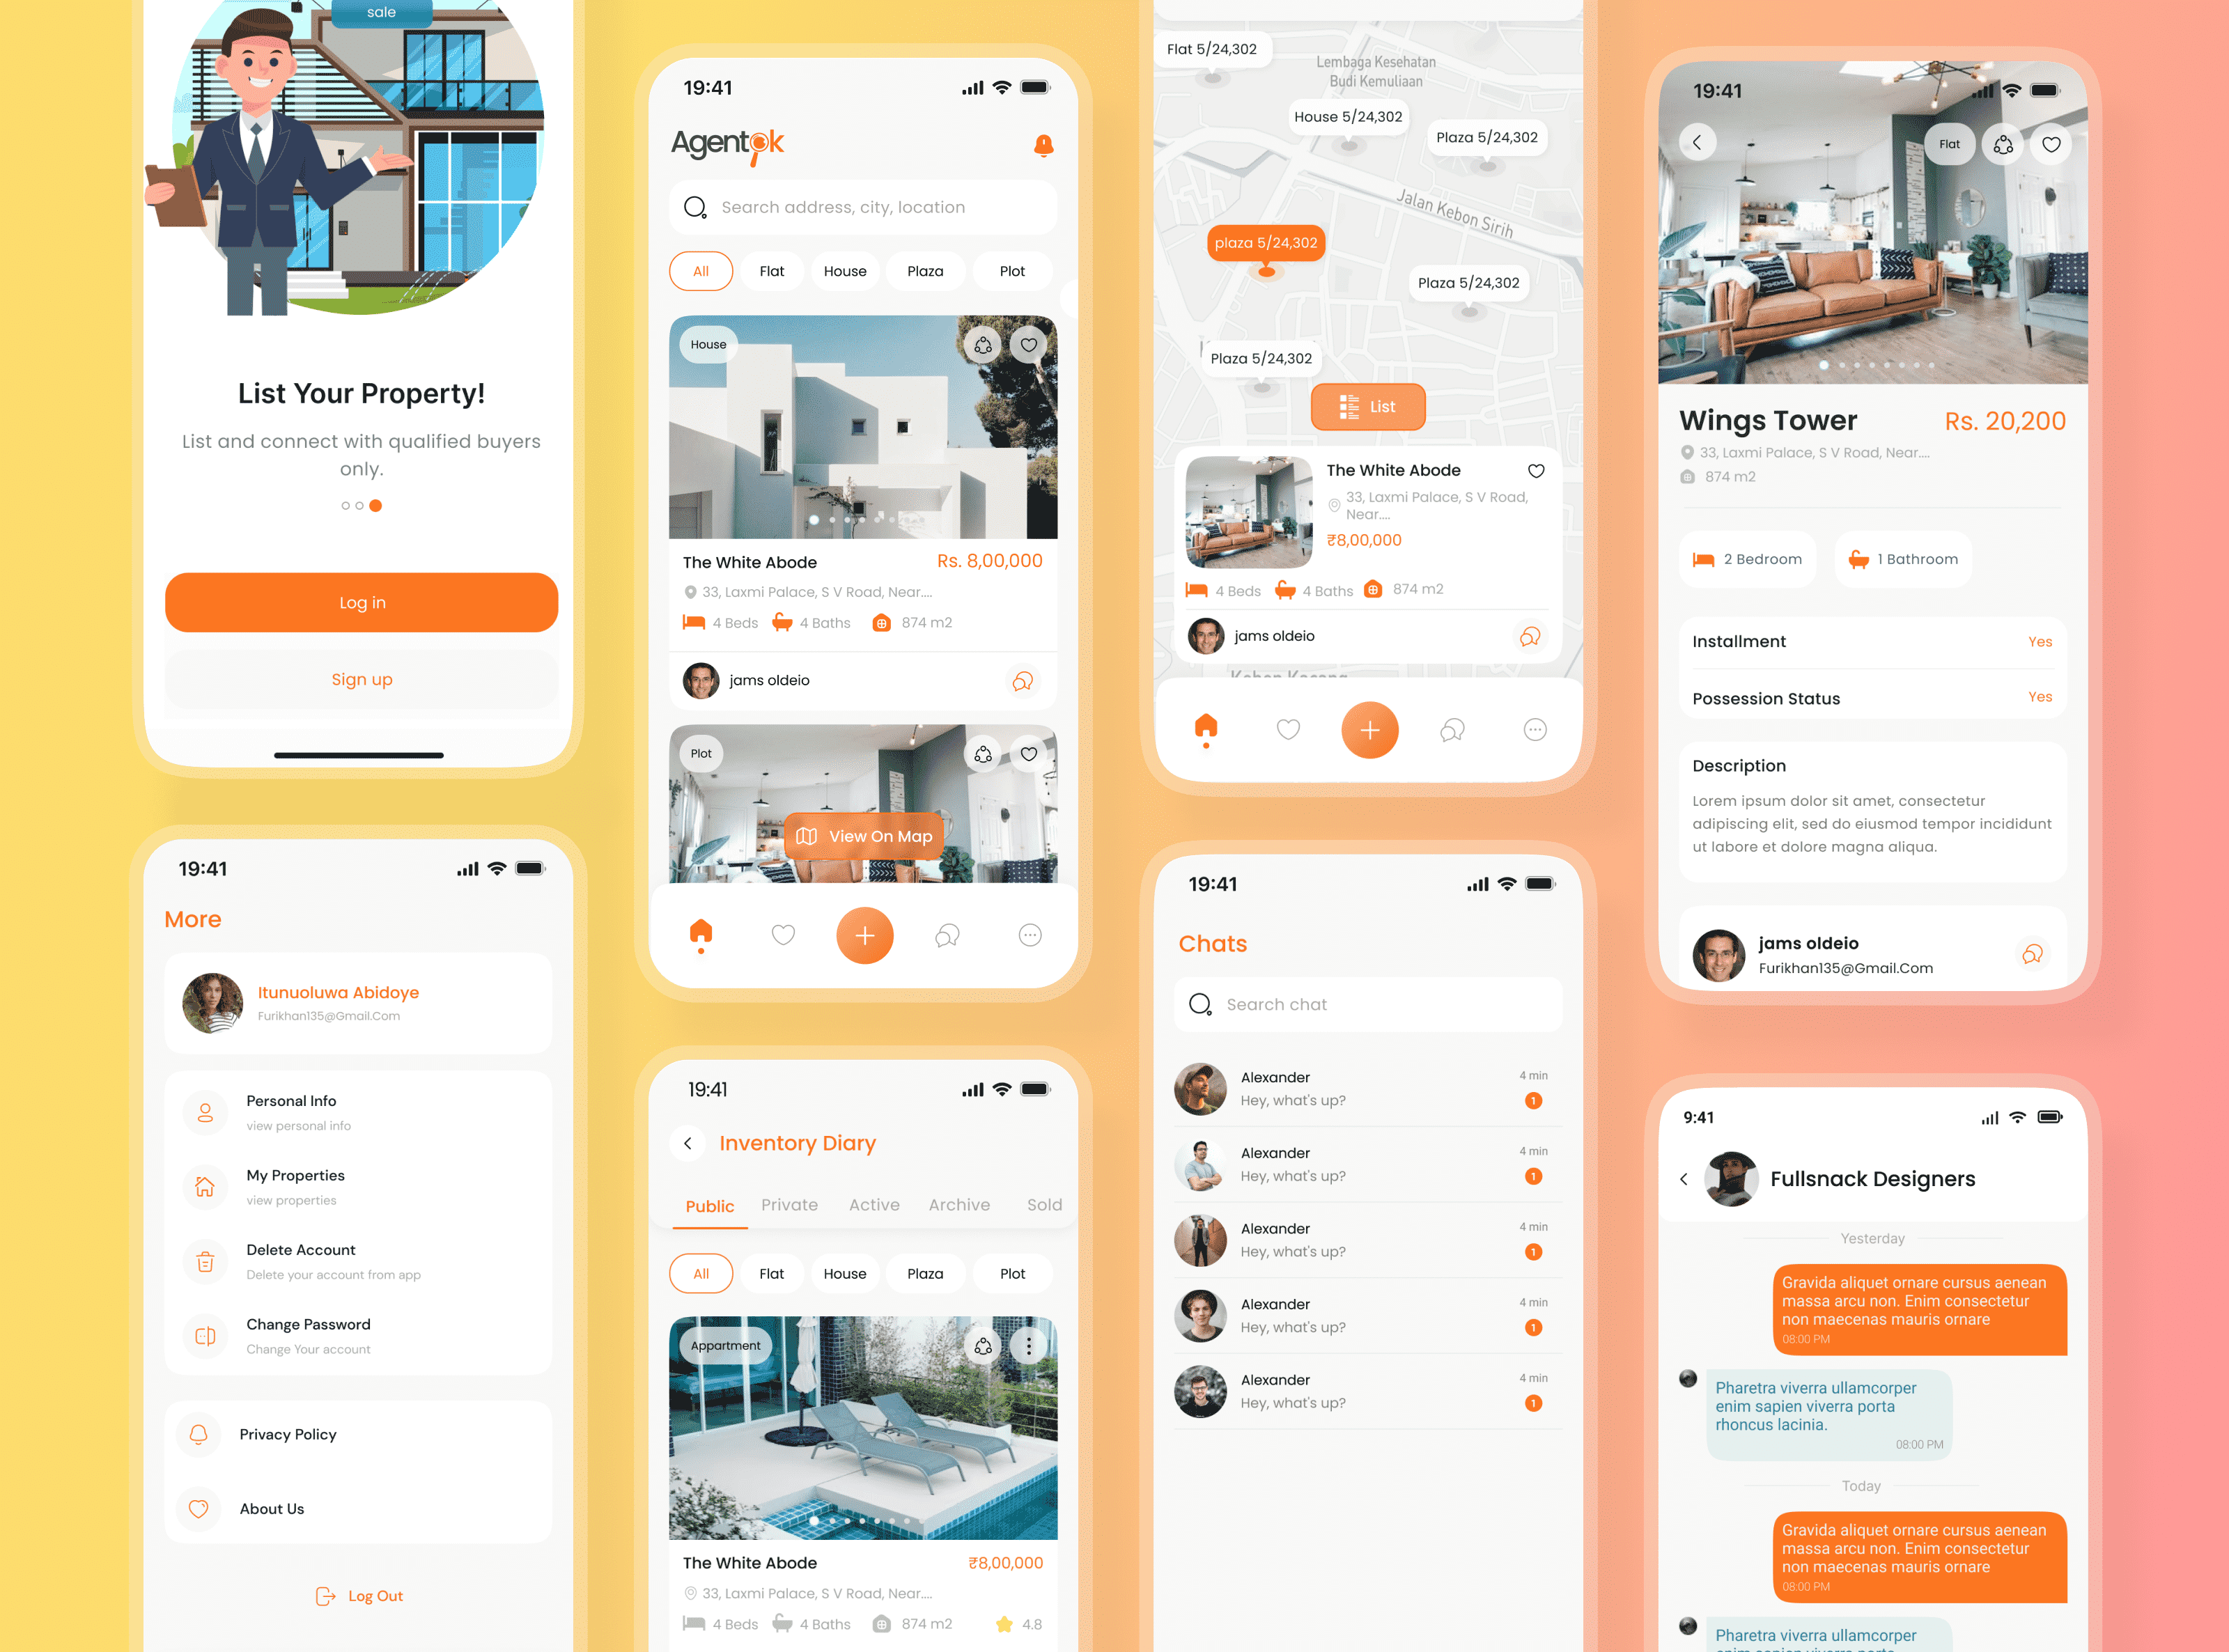 sale
List Your Property!
List and connect with qualified buyers
only.
Log in
Sign up
19:41
More
Itunuoluwa Abidoye
Furikhan135@Gmail.Com
Personal Info
view personal info
My Properties
view properties
Delete Account
Delete your account from app
Change Password
Change Your account
Privacy Policy
About Us
Log Out
19:41
Agentok
Search address, city, location
All
Flat
House
Plaza
Plot
House
The White Abode
Rs. 8,00,000
33, Laxmi Palace, S V Road, Near....
4 Beds
4 Baths
874 m2
jams oldeio
Plot
View On Map
19:41
Inventory Diary
Public
Private
Active
Archive
Sold
All
Flat
House
Plaza
Plot
Appartment
The White Abode
₹8,00,000
33, Laxmi Palace, S V Road, Near....
4 Beds
4 Baths
874 m2
4.8
Flat 5/24,302
Lembaga Kesehatan
Budi Kemuliaan
House 5/24,302
Plaza 5/24,302
Jalan Kebon Sirih
plaza 5/24,302
Plaza 5/24,302
Plaza 5/24,302
List
The White Abode
33, Laxmi Palace, S V Road,
Near....
₹8,00,000
4 Beds
4 Baths
874 m2
jams oldeio
19:41
Chats
Search chat
Alexander
4 min
Hey, what's up?
1
Alexander
4 min
Hey, what's up?
1
Alexander
4 min
Hey, what's up?
1
Alexander
4 min
Hey, what's up?
1
Alexander
4 min
Hey, what's up?
1
19:41
Flat
Wings Tower
Rs. 20,200
33, Laxmi Palace, S V Road, Near....
874 m2
2 Bedroom
1 Bathroom
Installment
Yes
Possession Status
Yes
Description
Lorem ipsum dolor sit amet, consectetur
adipiscing elit, sed do eiusmod tempor incididunt
ut labore et dolore magna aliqua.
jams oldeio
Furikhan135@Gmail.Com
9:41
Fullsnack Designers
Yesterday
Gravida aliquet ornare cursus aenean
massa arcu non. Enim consectetur
non maecenas mauris ornare
08:00 PM
Pharetra viverra ullamcorper
enim sapien viverra porta
rhoncus lacinia.
08:00 PM
Today
Gravida aliquet ornare cursus aenean
massa arcu non. Enim consectetur
non maecenas mauris ornare
08:00 PM
Pharetra viverra ullamcorper
enim sapien viverra porta